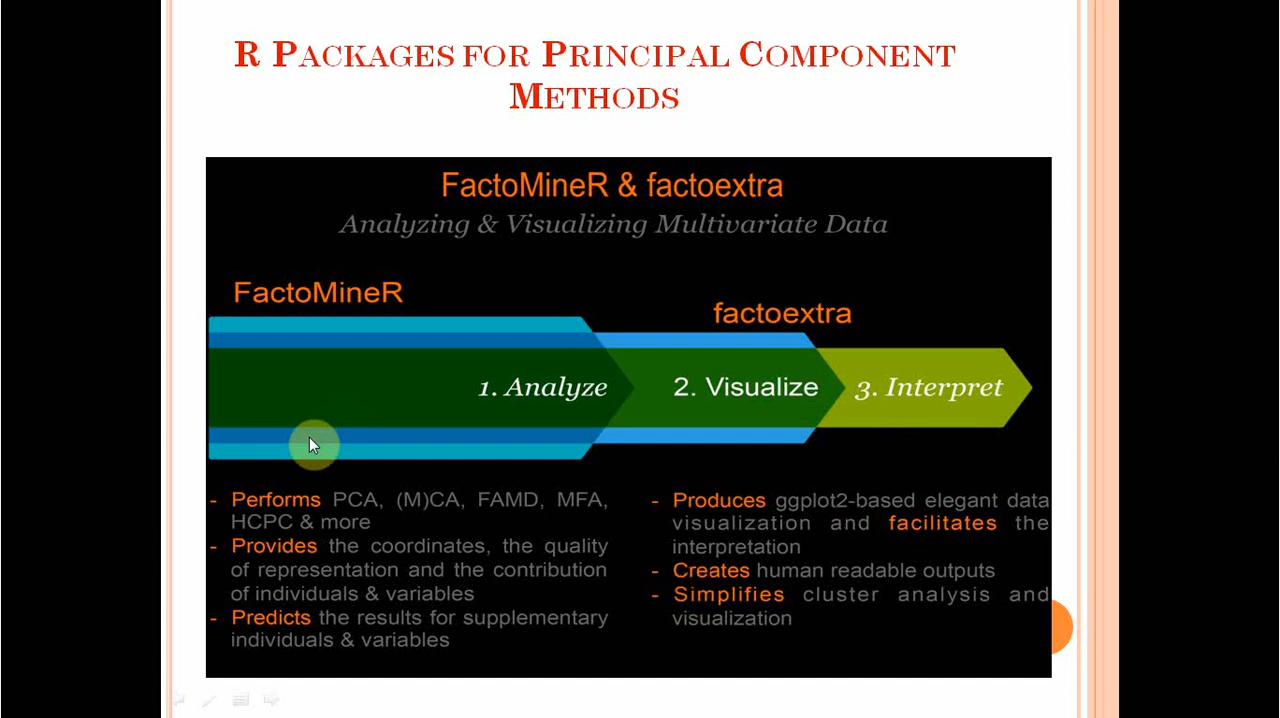 R PACKAGES FOR PRINCIPAL COMPONENT
METHODS
FactoMineR & factoextra
Analyzing & Visualizing Multivariate Data
FactoMineR
factoextra
1. Analyze
2. Visualize
3. Interpret
- Performs PCA, (M)CA, FAMD, MFA,
HCPC & more
- Provides the coordinates, the quality
of representation and the contribution
of individuals & variables
- Predicts the results for supplementary
individuals & variables
- Produces ggplot2-based elegant data
visualization and facilitates the
interpretation
- Creates human readable outputs
- Simplifies cluster analysis and
visualization